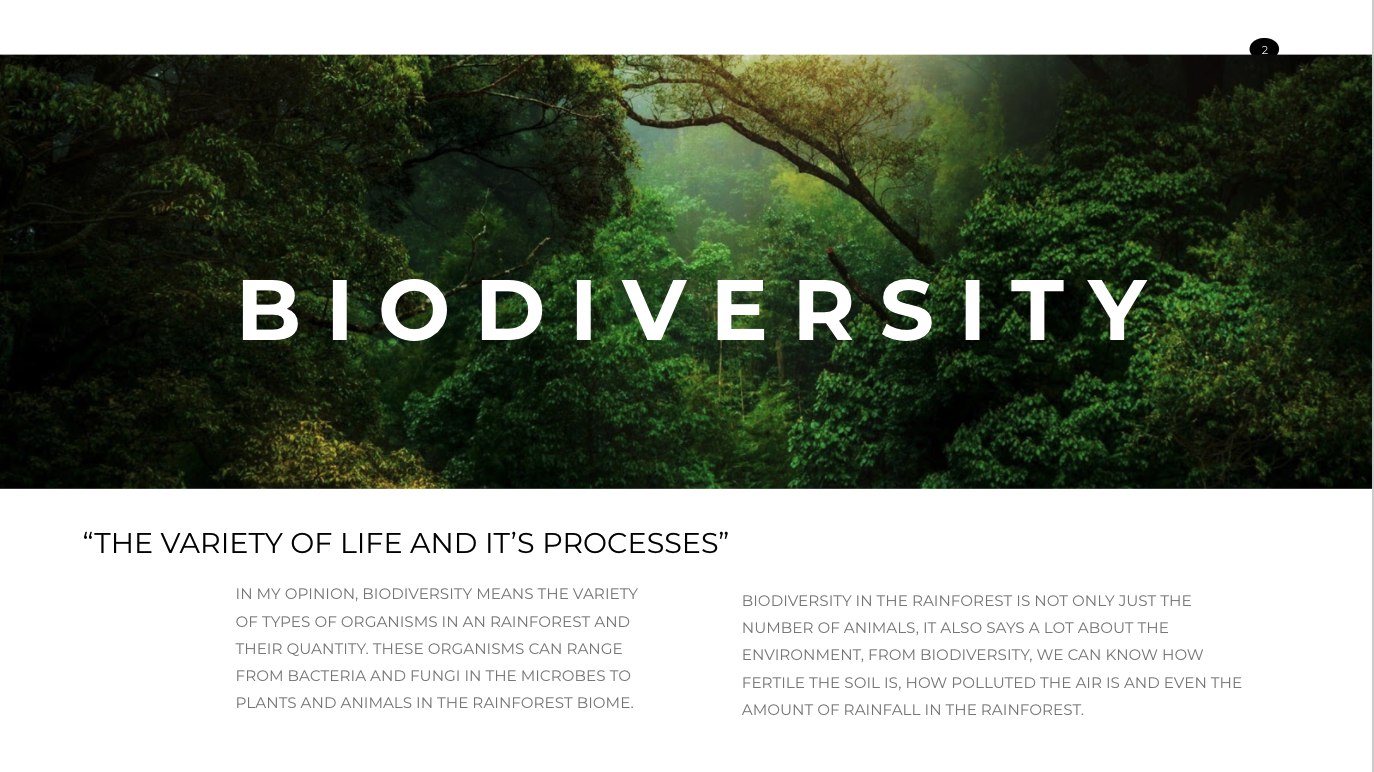 2
BIODIVERSITY
“THE VARIETY OF LIFE AND IT’S PROCESSES”
IN MY OPINION, BIODIVERSITY MEANS THE VARIETY
OF TYPES OF ORGANISMS IN AN RAINFOREST AND
THEIR QUANTITY. THESE ORGANISMS CAN RANGE
FROM BACTERIA AND FUNGI IN THE MICROBES TO
PLANTS AND ANIMALS IN THE RAINFOREST BIOME.
BIODIVERSITY IN THE RAINFOREST IS NOT ONLY JUST THE
NUMBER OF ANIMALS, IT ALSO SAYS A LOT ABOUT THE
ENVIRONMENT, FROM BIODIVERSITY, WE CAN KNOW HOW
FERTILE THE SOIL IS, HOW POLLUTED THE AIR IS AND EVEN THE
AMOUNT OF RAINFALL IN THE RAINFOREST.